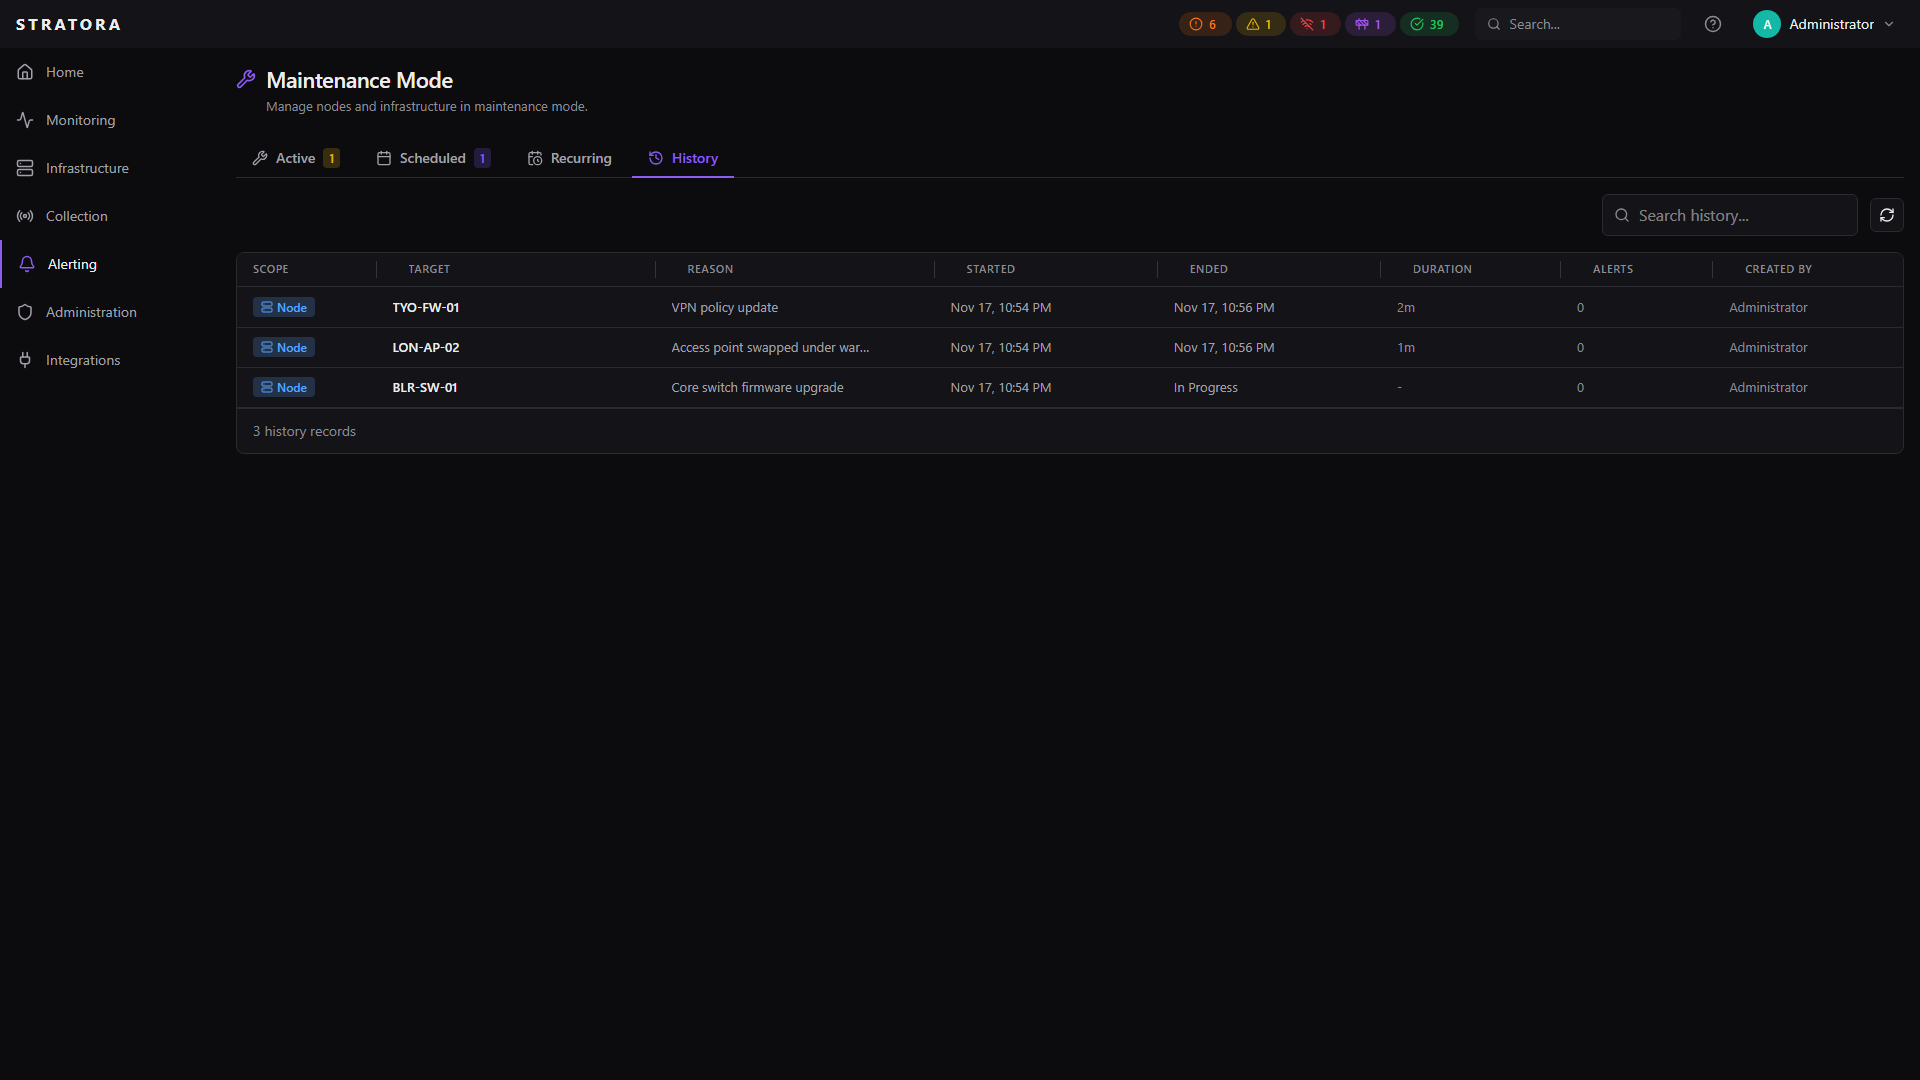 STRATORA
6
1
1
1
39
Search...
A
Administrator
Home
Monitoring
Infrastructure
Collection
Alerting
Administration
Integrations
Maintenance Mode
Manage nodes and infrastructure in maintenance mode.
Active 1
Scheduled 1
Recurring
History
Search history...
SCOPE TARGET REASON STARTED ENDED DURATION ALERTS CREATED BY
Node TYO-FW-01 VPN policy update Nov 17, 10:54 PM Nov 17, 10:56 PM 2m 0 Administrator
Node LON-AP-02 Access point swapped under war... Nov 17, 10:54 PM Nov 17, 10:56 PM 1m 0 Administrator
Node BLR-SW-01 Core switch firmware upgrade Nov 17, 10:54 PM In Progress - 0 Administrator
3 history records